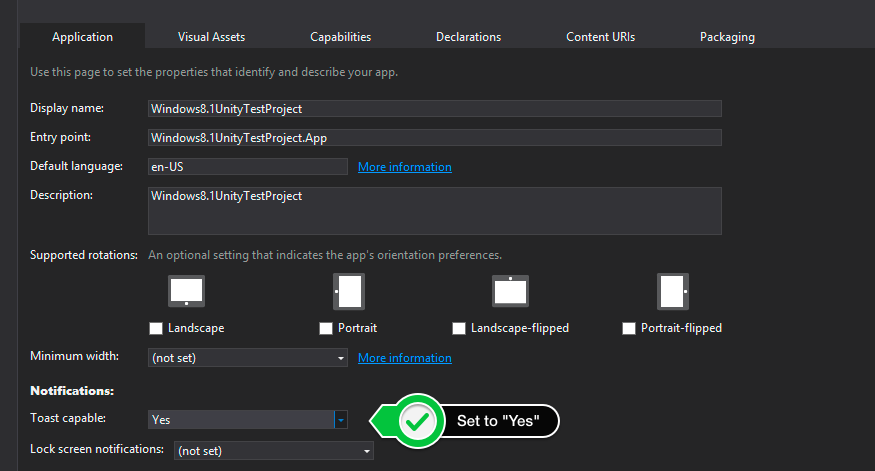 Application Visual Assets Capabilities Declarations Content URIs Packaging
Use this page to set the properties that identify and describe your app.
Display name: Windows8.1UnityTestProject
Entry point: Windows8.1UnityTestProject.App
Default language: en-US More information
Description: Windows8.1UnityTestProject
Supported rotations: An optional setting that indicates the app's orientation preferences.
Landscape Portrait Landscape-flipped Portrait-flipped
Minimum width: (not set) More information
Notifications:
Toast capable: Yes Set to "Yes"
Lock screen notifications: (not set)